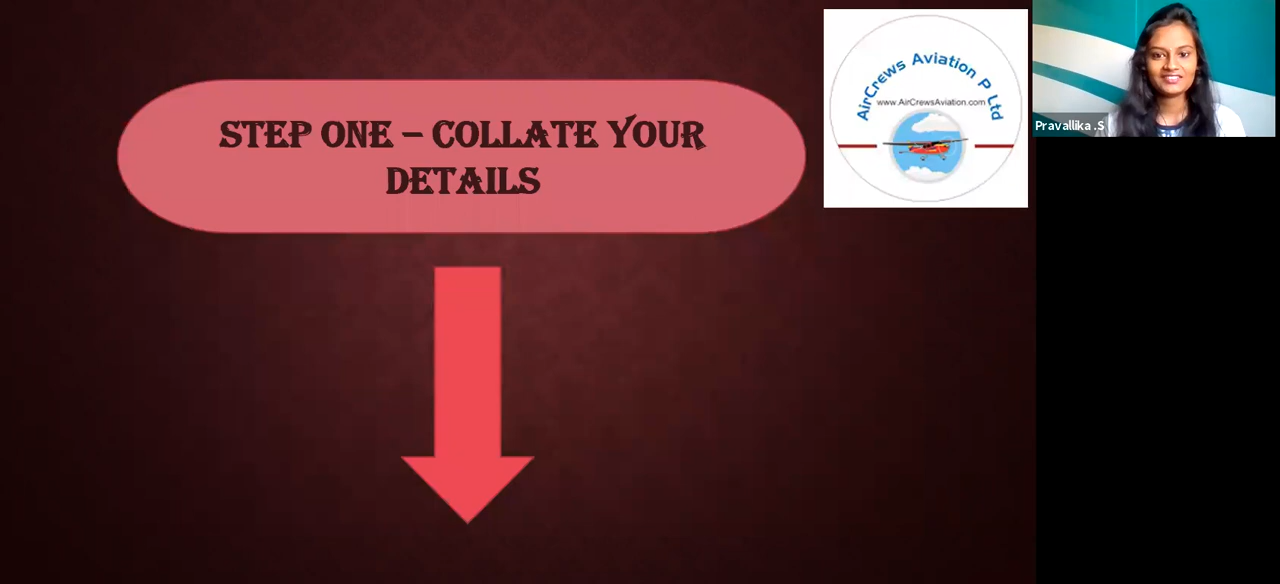 STEP ONE – COLLATE YOUR
DETAILS
AirCrews Aviation P Ltd
www.AirCrewsAviation.com
Pravallika .S